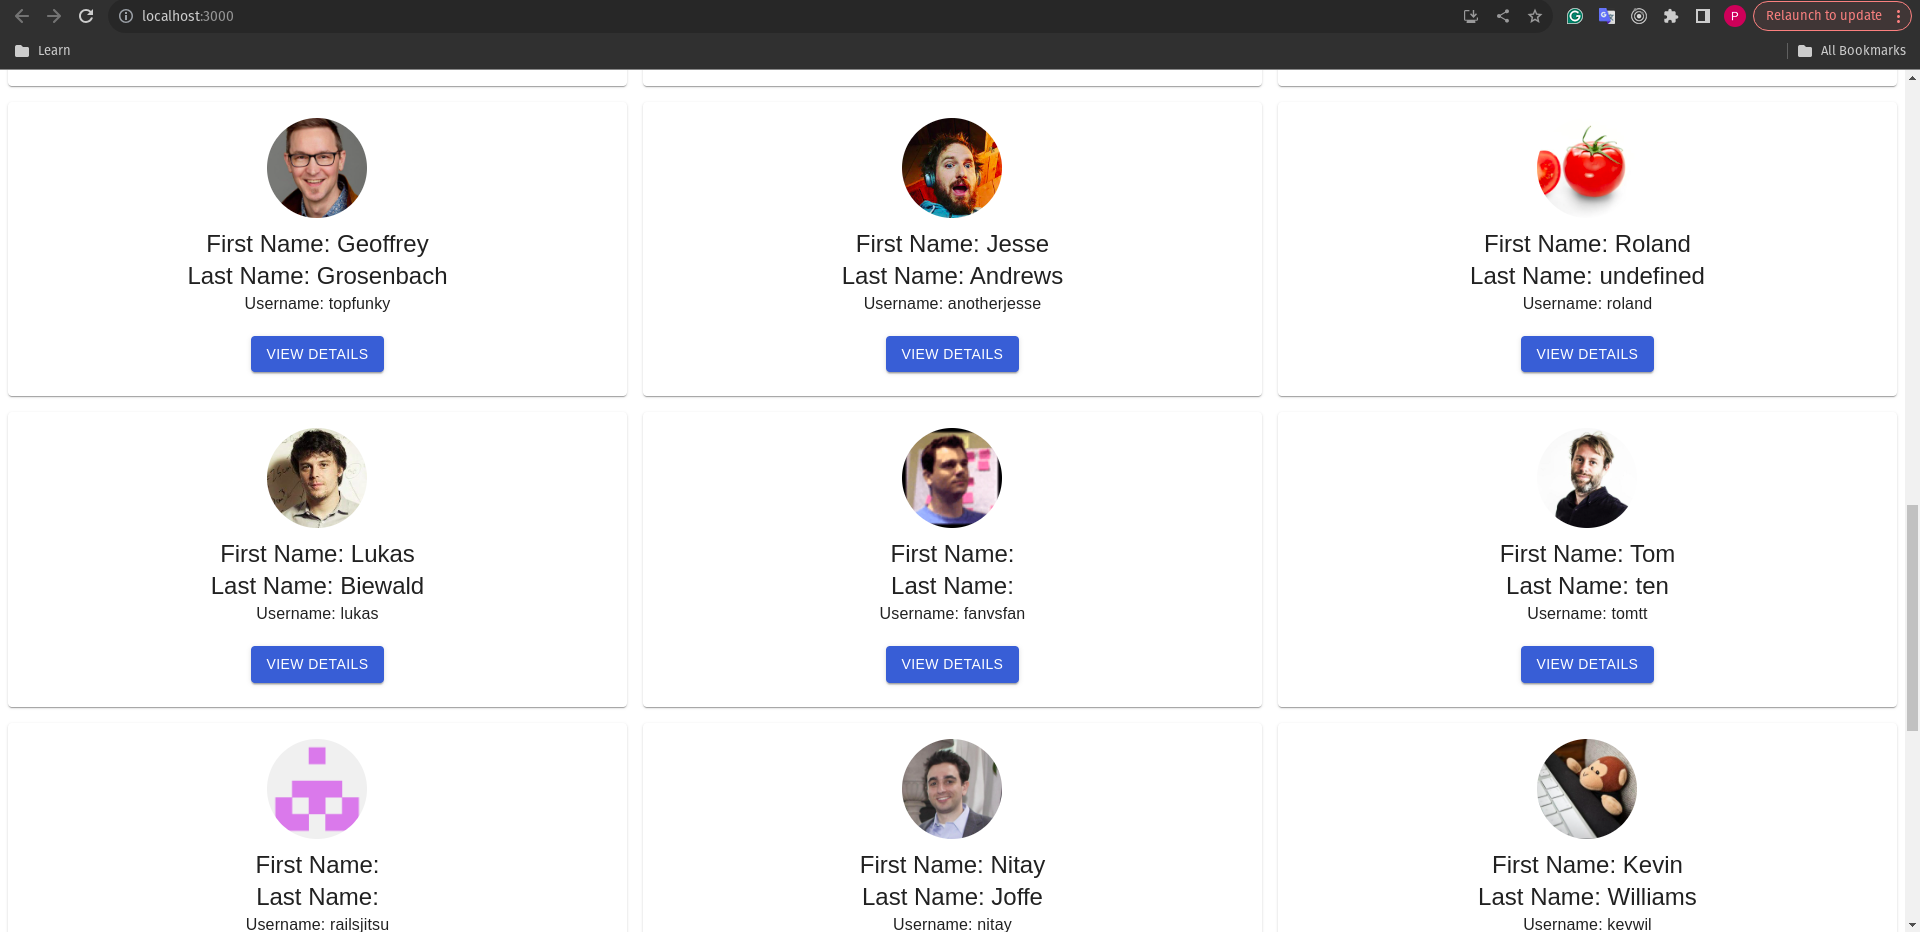 localhost:3000
P
Relaunch to update
Learn
All Bookmarks
First Name: Geoffrey
Last Name: Grosenbach
Username: topfunky
VIEW DETAILS
First Name: Jesse
Last Name: Andrews
Username: anotherjesse
VIEW DETAILS
First Name: Roland
Last Name: undefined
Username: roland
VIEW DETAILS
First Name: Lukas
Last Name: Biewald
Username: lukas
VIEW DETAILS
First Name:
Last Name:
Username: fanvsfan
VIEW DETAILS
First Name: Tom
Last Name: ten
Username: tomtt
VIEW DETAILS
First Name:
Last Name:
Username: railsjitsu
First Name: Nitay
Last Name: Joffe
Username: nitay
First Name: Kevin
Last Name: Williams
Username: kevwil